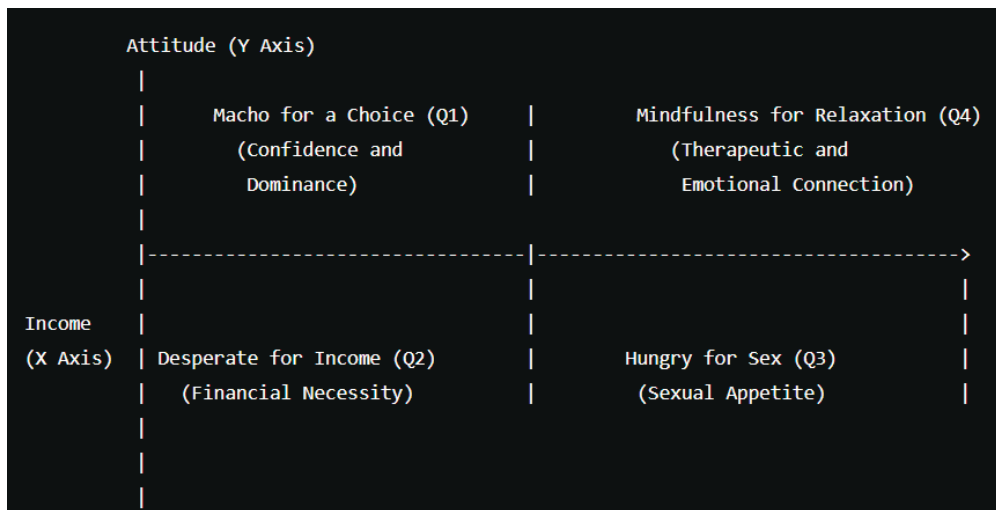 Attitude (Y Axis)
Macho for a Choice (Q1) Mindfulness for Relaxation (Q4)
(Confidence and (Therapeutic and
Dominance) Emotional Connection)
Income
(X Axis) Desperate for Income (Q2) Hungry for Sex (Q3)
(Financial Necessity) (Sexual Appetite)